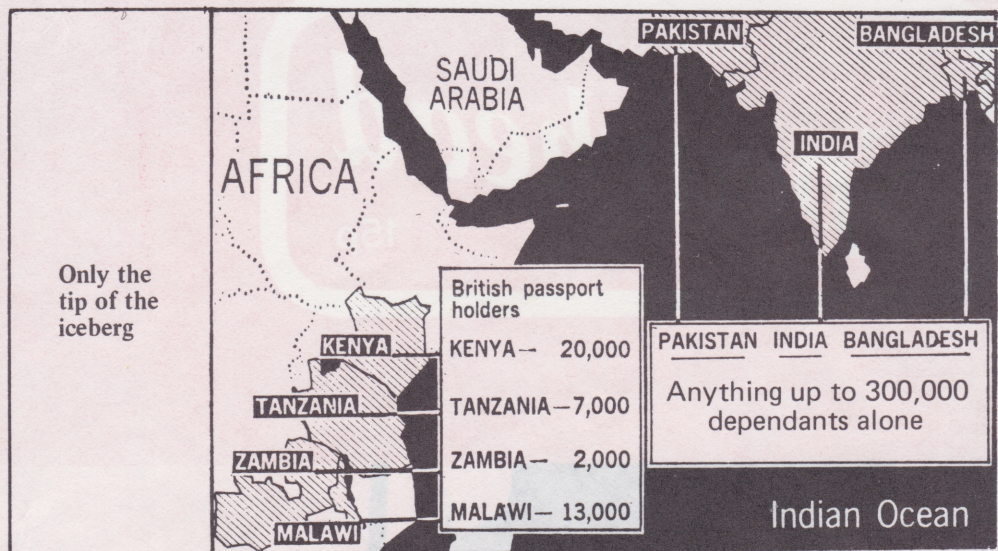 Only the
tip of the
iceberg
AFRICA
SAUDI
ARABIA
PAKISTAN
BANGLADESH
INDIA
KENYA
TANZANIA
ZAMBIA
MALAWI
British passport
holders
KENYA— 20,000
TANZANIA—7,000
ZAMBIA— 2,000
MALAWI— 13,000
PAKISTAN INDIA BANGLADESH
Anything up to 300,000
dependants alone
Indian Ocean